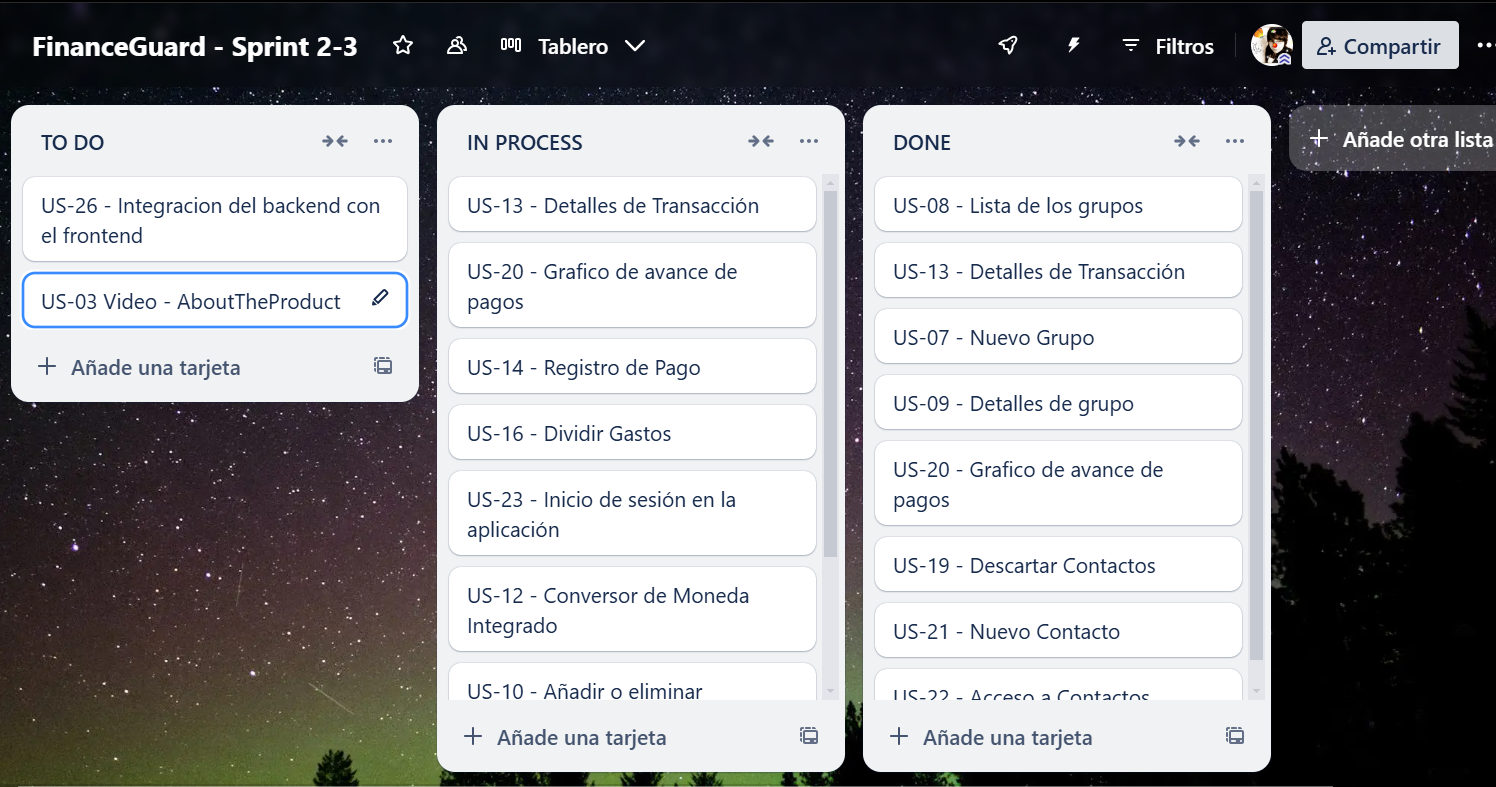 FinanceGuard - Sprint 2-3
Tablero
Filtros
Compartir
TO DO
US-26 - Integracion del backend con
el frontend
US-03 Video - AboutTheProduct
Añade una tarjeta
IN PROCESS
US-13 - Detalles de Transacción
US-20 - Grafico de avance de
pagos
US-14 - Registro de Pago
US-16 - Dividir Gastos
US-23 - Inicio de sesión en la
aplicación
US-12 - Conversor de Moneda
Integrado
US-10 - Añadir o eliminar
Añade una tarjeta
DONE
US-08 - Lista de los grupos
US-13 - Detalles de Transacción
US-07 - Nuevo Grupo
US-09 - Detalles de grupo
US-20 - Grafico de avance de
pagos
US-19 - Descartar Contactos
US-21 - Nuevo Contacto
US-22 - Acceso a Contactos
Añade una tarjeta
Añade otra lista